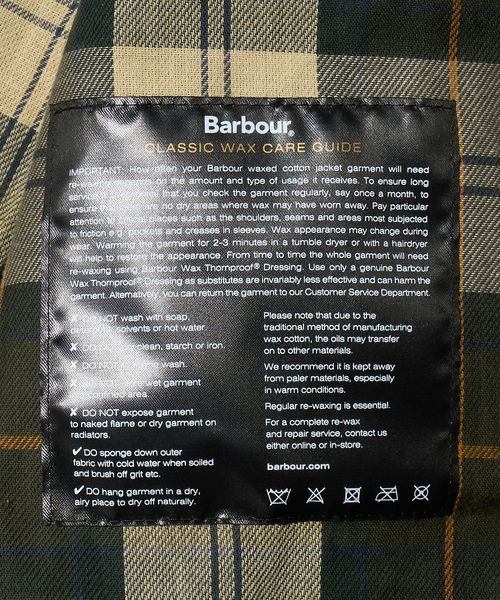 Barbour.
CLASSIC WAX CARE GUIDE
IMPORTANT: How often your Barbour waxed cotton jacket garment will need
depends on the amount and type of usage it receives. To ensure long
that you check the garment regularly, say once a month, to
ensure are no dry areas where wax may have worn away. Pay particular
attention to places such as the shoulders, seams and areas most subjected
to friction e.g. pockets and creases in sleeves. Wax appearance may change during
wear. Warming the garment for 2-3 minutes in a tumble dryer or with a hairdryer
will help to restore the appearance. From time to time the whole garment will need
re-waxing using Barbour Wax Thornproof® Dressing. Use only a genuine Barbour
Wax Thornproof® Dressing as substitutes are invariably less effective and can harm the
garment. Alternatively, you can return the garment to our Customer Service Department.
✗ DO NOT wash with soap,
detergent, solvents or hot water.
✗ DO NOT clean, starch or iron.
✗ wash.
✗ wet garment
confined area.
✗ DO NOT expose garment
to naked flame or dry garment on
radiators.
✓ DO sponge down outer
fabric with cold water when soiled
and brush off grit etc.
✓ DO hang garment in a dry,
airy place to dry off naturally.
Please note that due to the
traditional method of manufacturing
wax cotton, the oils may transfer
on to other materials.
We recommend it is kept away
from paler materials, especially
in warm conditions.
Regular re-waxing is essential.
For a complete re-wax
and repair service, contact us
either online or in-store.
barbour.com